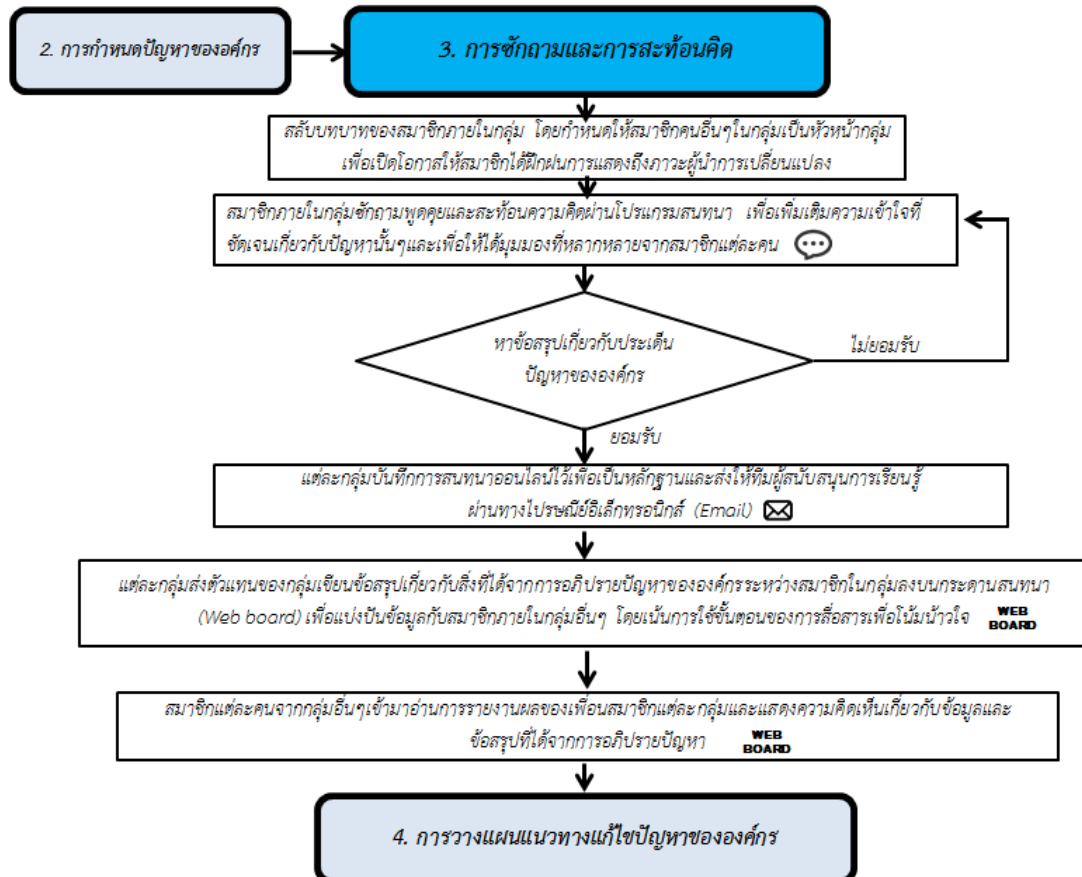 2. การกำหนดปัญหาขององค์กร
3. การซักถามและการสะท้อนคิด
สลับบทบาทของสมาชิกภายในกลุ่ม โดยกำหนดให้สมาชิกคนอื่นๆในกลุ่มเป็นหัวหน้ากลุ่ม
เพื่อเปิดโอกาสให้สมาชิกได้ฝึกฝนการแสดงถึงภาวะผู้นำการเปลี่ยนแปลง
สมาชิกภายในกลุ่มซักถามพูดคุยและสะท้อนความคิดผ่านโปรแกรมสนทนา เพื่อเพิ่มเติมความเข้าใจที่
ชัดเจนเกี่ยวกับปัญหานั้นๆและเพื่อให้ได้มุมมองที่หลากหลายจากสมาชิกแต่ละคน
หาข้อสรุปเกี่ยวกับประเด็น
ปัญหาขององค์กร
ไม่ยอมรับ
ยอมรับ
แต่ละกลุ่มบันทึกการสนทนาออนไลน์ไว้เพื่อเป็นหลักฐานและส่งให้ทีมผู้สนับสนุนการเรียนรู้
ผ่านทางไปรษณีย์อิเล็กทรอนิกส์ (Email)
แต่ละกลุ่มส่งตัวแทนของกลุ่มเขียนข้อสรุปเกี่ยวกับสิ่งที่ได้จากการอภิปรายปัญหาขององค์กรระหว่างสมาชิกในกลุ่มลงบนกระดานสนทนา
(Web board) เพื่อแบ่งปันข้อมูลกับสมาชิกภายในกลุ่มอื่นๆ โดยเน้นการใช้ขั้นตอนของการสื่อสารเพื่อโน้มน้าวใจ WEB
BOARD
สมาชิกแต่ละคนจากกลุ่มอื่นๆเข้ามาอ่านการรายงานผลของเพื่อนสมาชิกแต่ละกลุ่มและแสดงความคิดเห็นเกี่ยวกับข้อมูลและ
ข้อสรุปที่ได้จากการอภิปรายปัญหา WEB
BOARD
4. การวางแผนแนวทางแก้ไขปัญหาขององค์กร